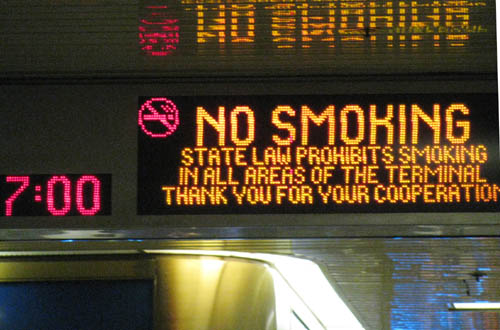 NO SMOKING
NO SMOKING
STATE LAW PROHIBITS SMOKING
IN ALL AREAS OF THE TERMINAL
THANK YOU FOR YOUR COOPERATION
7:00